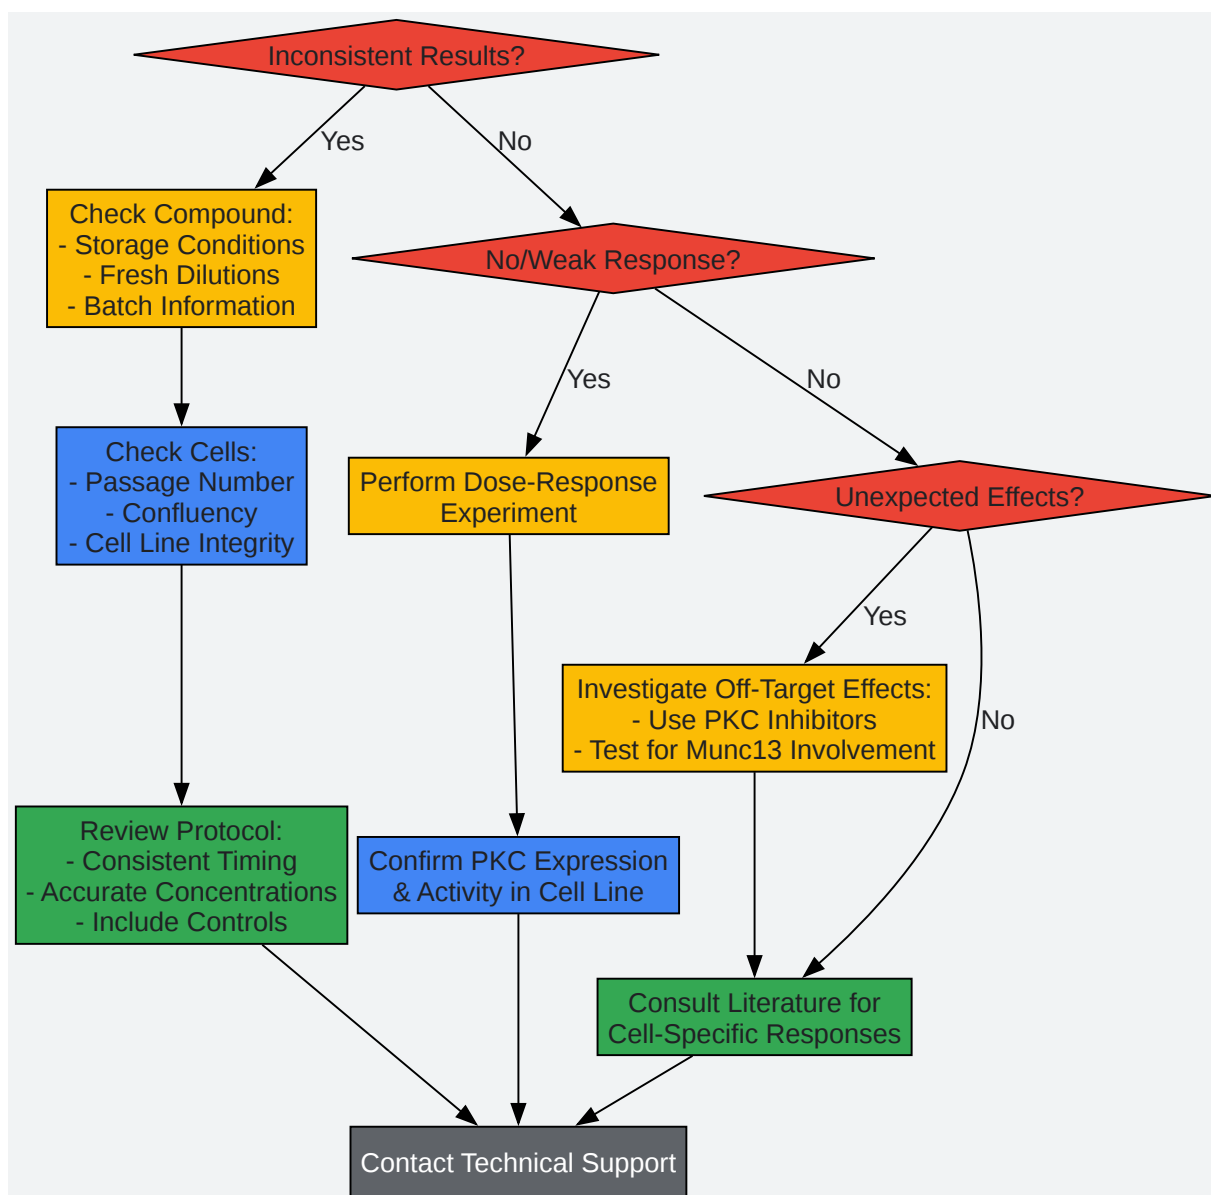 Inconsistent Results?
Yes
No
Check Compound:
- Storage Conditions
- Fresh Dilutions
- Batch Information
No/Weak Response?
Yes
No
Check Cells:
- Passage Number
- Confluency
- Cell Line Integrity
Perform Dose-Response
Experiment
Unexpected Effects?
Yes
No
Investigate Off-Target Effects:
- Use PKC Inhibitors
- Test for Munc13 Involvement
Review Protocol:
- Consistent Timing
- Accurate Concentrations
- Include Controls
Confirm PKC Expression
& Activity in Cell Line
Consult Literature for
Cell-Specific Responses
Contact Technical Support